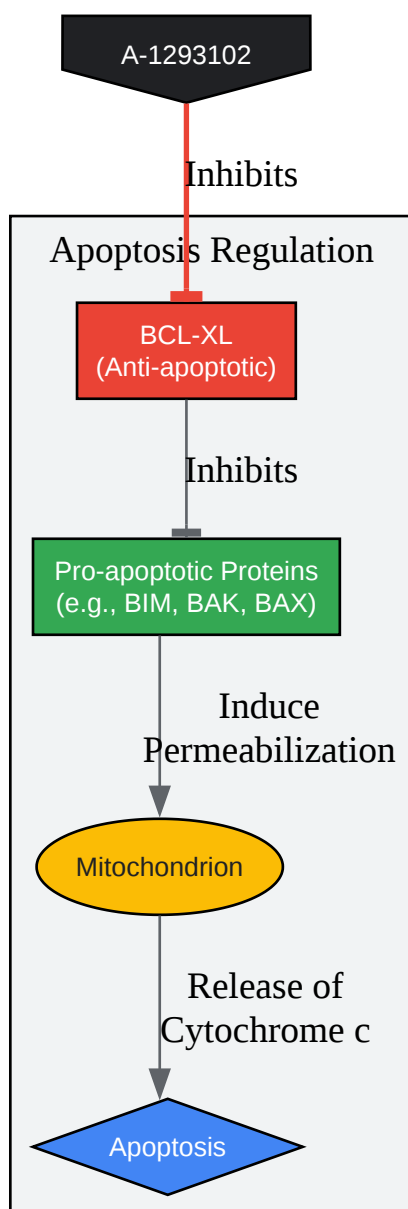 A-1293102
Inhibits
Apoptosis Regulation
BCL-XL
(Anti-apoptotic)
Inhibits
Pro-apoptotic Proteins
(e.g., BIM, BAK, BAX)
Induce
Permeabilization
Mitochondrion
Release of
Cytochrome c
Apoptosis